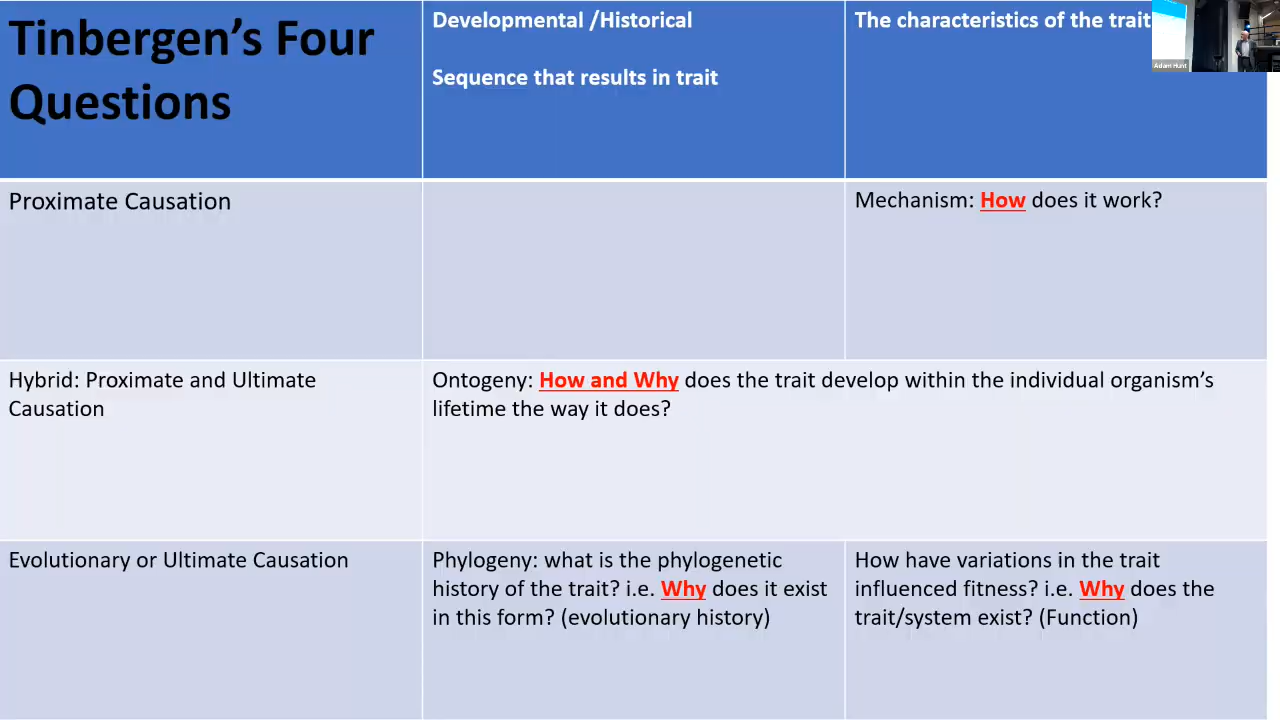 Tinbergen’s Four
Questions
Developmental /Historical
Sequence that results in trait
The characteristics of the trait
Adam Hunt
Proximate Causation
Mechanism: How does it work?
Hybrid: Proximate and Ultimate
Causation
Ontogeny: How and Why does the trait develop within the individual organism’s
lifetime the way it does?
Evolutionary or Ultimate Causation
Phylogeny: what is the phylogenetic
history of the trait? i.e. Why does it exist
in this form? (evolutionary history)
How have variations in the trait
influenced fitness? i.e. Why does the
trait/system exist? (Function)